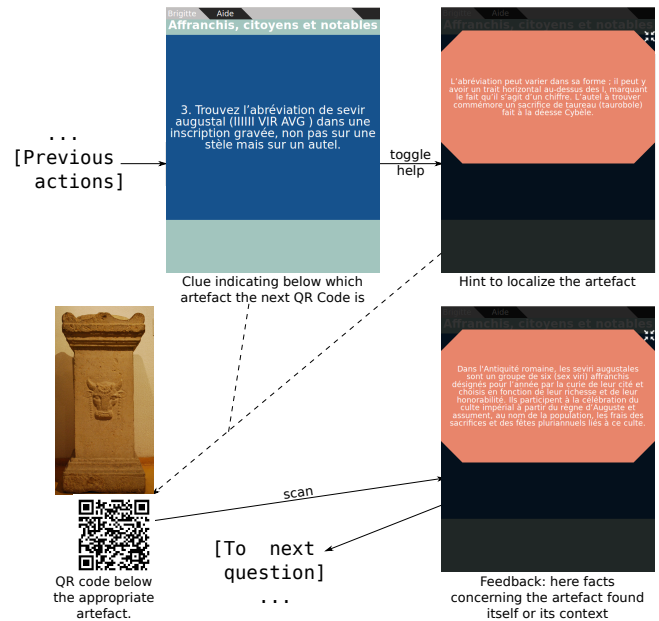 Brigitte Aide
Affranchis, citoyens et notables
3. Trouvez l'abréviation de sevir
augustal (IIIIII VIR AVG ) dans une
inscription gravée, non pas sur une
stèle mais sur un autel.
L'abréviation peut varier dans sa forme ; il peut y
avoir un trait horizontal au-dessus des I, marquant
le fait qu'il s'agit d'un chiffre. L'autel à trouver
commémore un sacrifice de taureau (taurobole)
fait à la déesse Cybèle.
...
[Previous
actions]
toggle
help
Clue indicating below which
artefact the next QR Code is
Hint to localize the artefact
Brigitte Aide
Affranchis, citoyens et notables
Dans l'Antiquité romaine, les seviri augustales
sont un groupe de six (sex viri) affranchis
désignés pour l'année par la curie de leur cité et
choisis en fonction de leur richesse et de leur
honorabilité. Ils participent à la célébration du
culte impérial à partir du règne d'Auguste et
assument, au nom de la population, les frais des
sacrifices et des fêtes pluriannuels liés à ce culte.
scan
[To next
question]
...
QR code below
the appropriate
artefact.
Feedback: here facts
concerning the artefact found
itself or its context